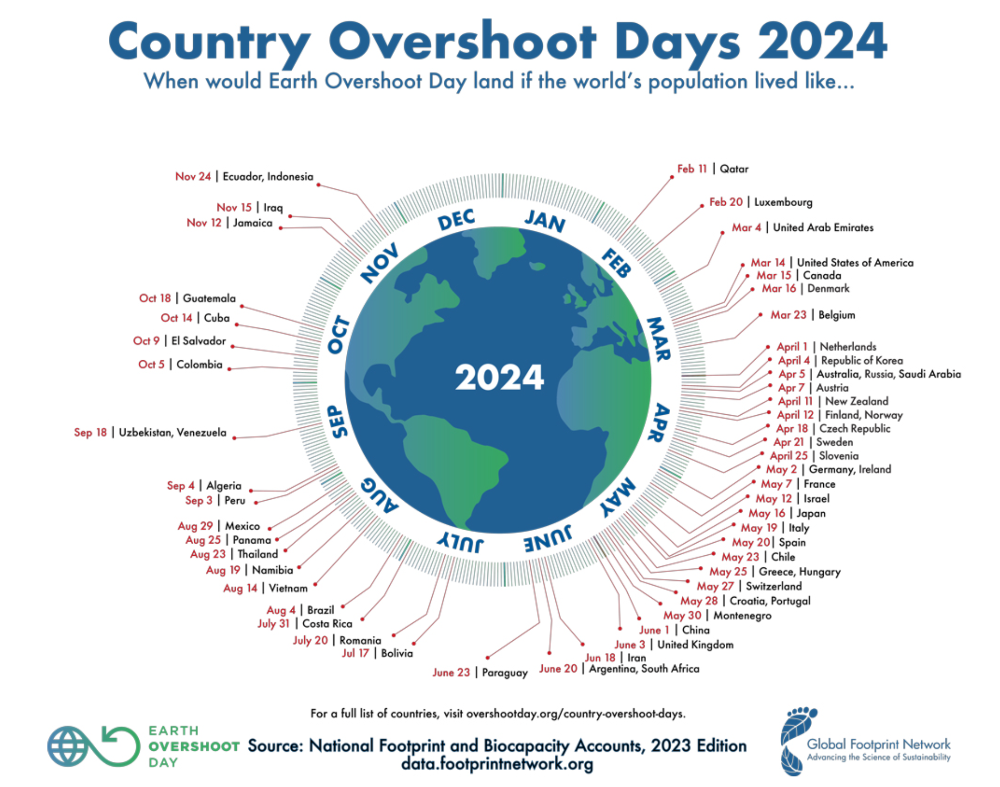 Country Overshoot Days 2024
When would Earth Overshoot Day land if the world's population lived like...
Feb 11 | Qatar
Feb 20 | Luxembourg
Mar 4 | United Arab Emirates
Mar 14 | United States of America
Mar 15 | Canada
Mar 16 | Denmark
Mar 23 | Belgium
April 1 | Netherlands
April 4 | Republic of Korea
Apr 5 | Australia, Russia, Saudi Arabia
Apr 7 | Austria
April 11 | New Zealand
April 12 | Finland, Norway
Apr 18 | Czech Republic
Apr 21 | Sweden
April 25 | Slovenia
May 2 | Germany, Ireland
May 7 | France
May 12 | Israel
May 16 | Japan
May 19 | Italy
May 20| Spain
May 23 | Chile
May 25 | Greece, Hungary
May 27 | Switzerland
May 28 | Croatia, Portugal
May 30 | Montenegro
June 1 | China
June 3 | United Kingdom
Jun 18 | Iran
June 20 | Argentina, South Africa
June 23 | Paraguay
Jul 17 | Bolivia
July 20 | Romania
July 31 | Costa Rica
Aug 4 | Brazil
Aug 14 | Vietnam
Aug 19 | Namibia
Aug 23 | Thailand
Aug 25 | Panama
Aug 29 | Mexico
Sep 3 | Peru
Sep 4 | Algeria
Sep 18 | Uzbekistan, Venezuela
Oct 5 | Colombia
Oct 9 | El Salvador
Oct 14 | Cuba
Oct 18 | Guatemala
Nov 12 | Jamaica
Nov 15 | Iraq
Nov 24 | Ecuador, Indonesia
JAN
FEB
MAR
APR
MAY
JUNE
JULY
AUG
SEP
OCT
NOV
DEC
2024
For a full list of countries, visit overshootday.org/country-overshoot-days.
EARTH
OVERSHOOT
DAY
Source: National Footprint and Biocapacity Accounts, 2023 Edition
data.footprintnetwork.org
Global Footprint Network
Advancing the Science of Sustainability